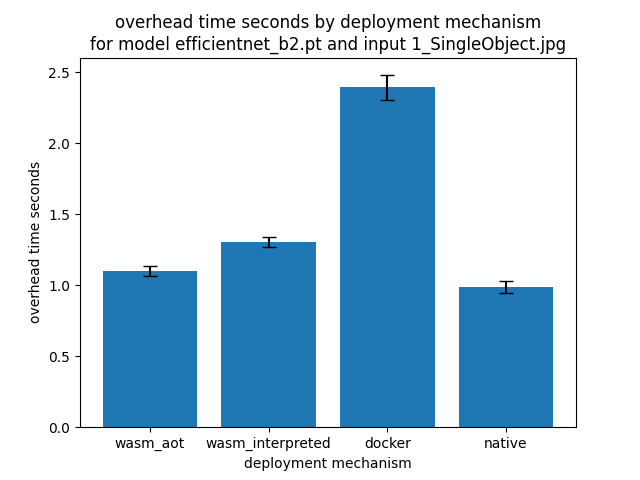 overhead time seconds by deployment mechanism
for model efficientnet_b2.pt and input 1_SingleObject.jpg
overhead time seconds
2.5
2.0
1.5
1.0
0.5
0.0
wasm_aot wasm_interpreted docker native
deployment mechanism